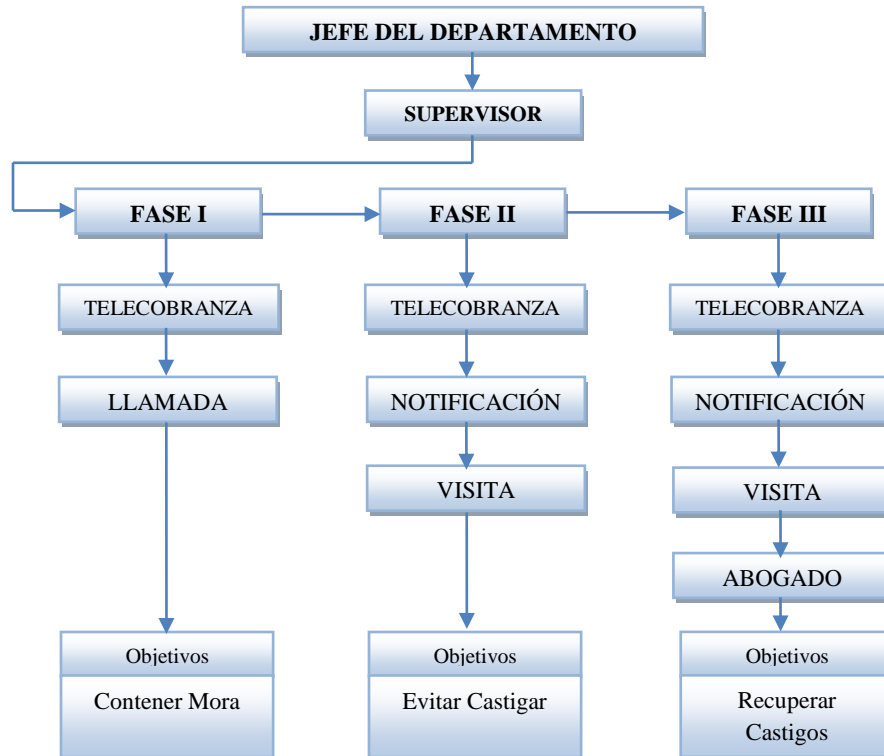 JEFE DEL DEPARTAMENTO
SUPERVISOR
FASE I
FASE II
FASE III
TELECOBRANZA
TELECOBRANZA
TELECOBRANZA
LLAMADA
NOTIFICACIÓN
NOTIFICACIÓN
VISITA
VISITA
ABOGADO
Objetivos
Objetivos
Objetivos
Contener Mora
Evitar Castigar
Recuperar
Castigos